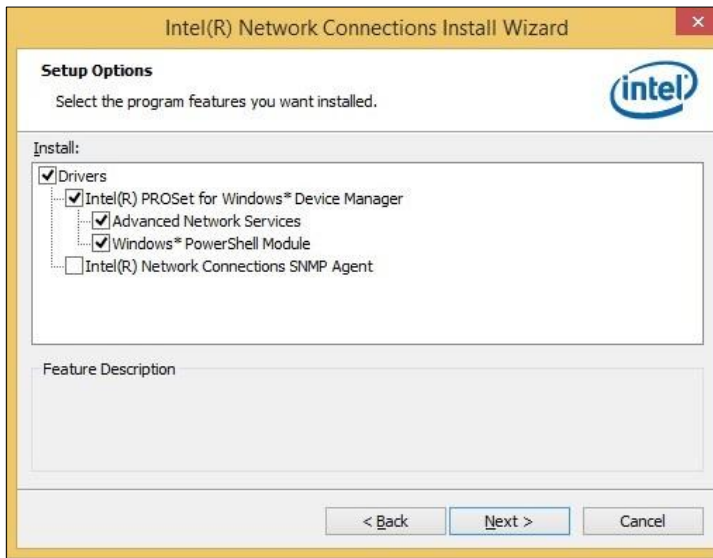 Intel(R) Network Connections Install Wizard
Setup Options
Select the program features you want installed.
intel
Install:
Drivers
Intel(R) PROSet for Windows* Device Manager
Advanced Network Services
Windows* PowerShell Module
Intel(R) Network Connections SNMP Agent
Feature Description
< Back
Next >
Cancel